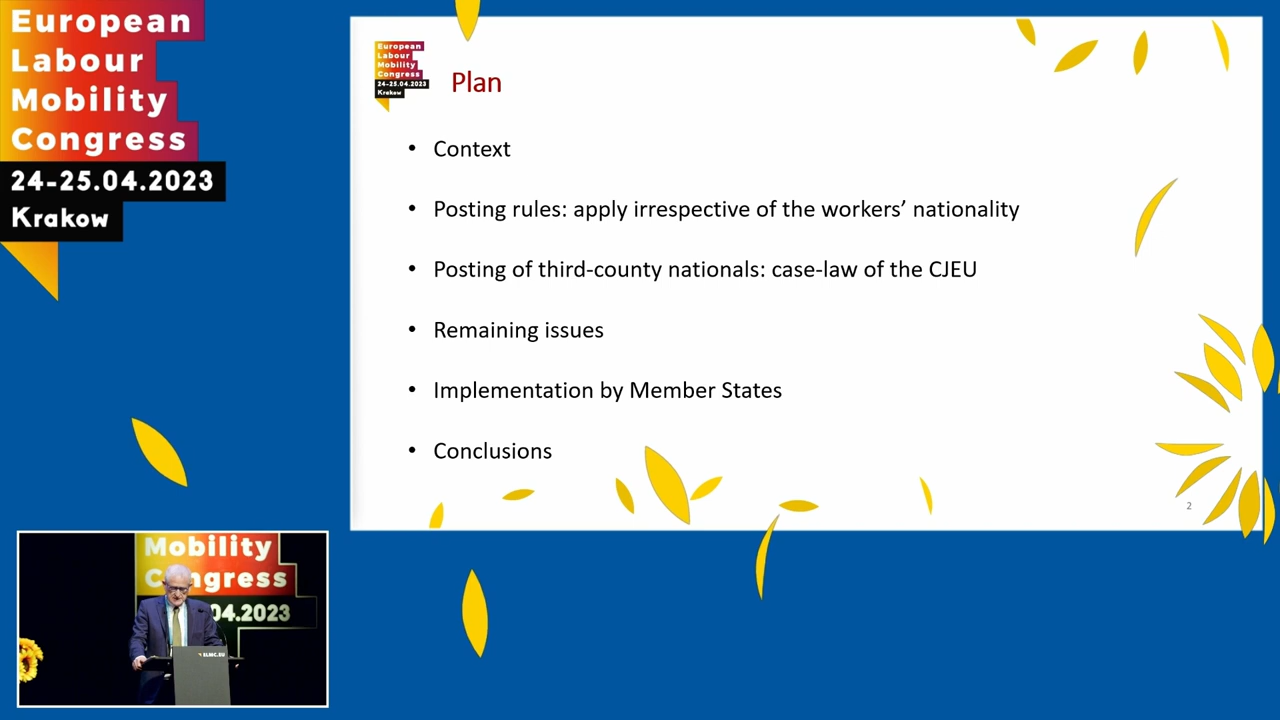 European
Labour
Mobility
Congress
24-25.04.2023
Krakow
European
Labour
Mobility
Congress
24-25.04.2023
Krakow
Plan
• Context
• Posting rules: apply irrespective of the workers’ nationality
• Posting of third-county nationals: case-law of the CJEU
• Remaining issues
• Implementation by Member States
• Conclusions
2
Mobility
Congress
04.2023
ELMC.EU